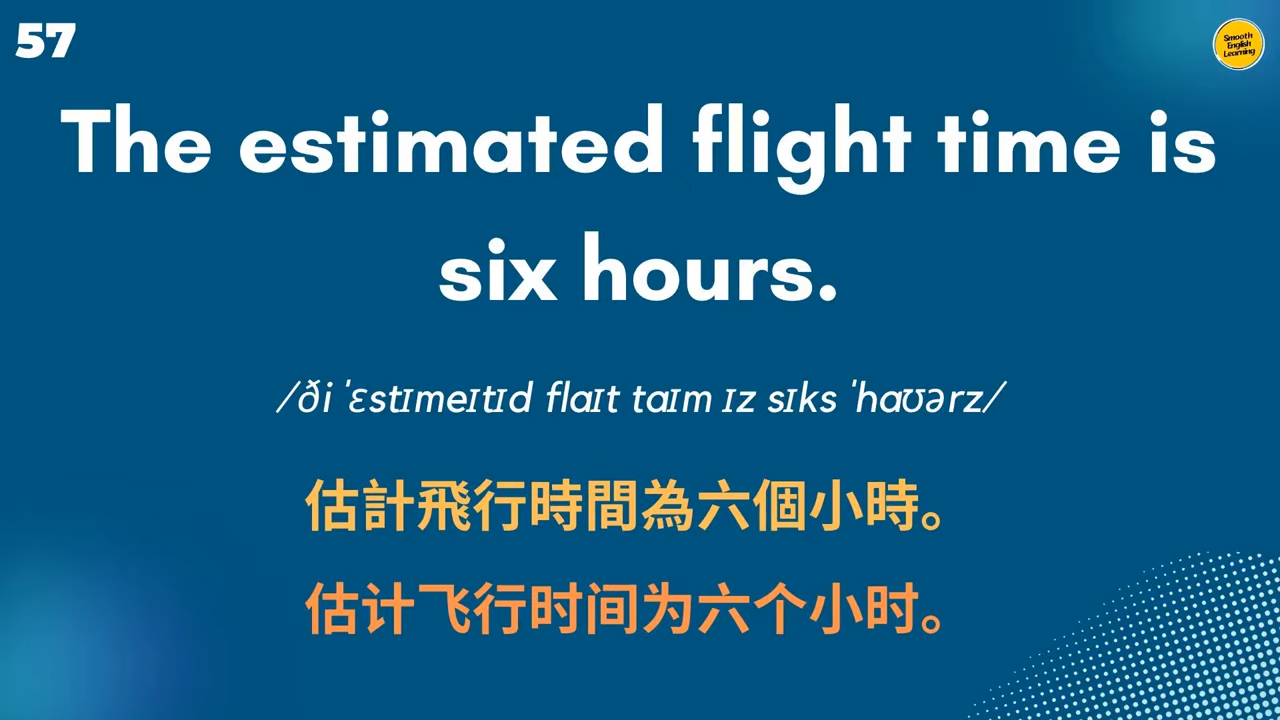 57
Smooth
English
Learning
The estimated flight time is
six hours.
/ði ˈɛstɪmeɪtɪd flaɪt taɪm ɪz sɪks ˈhaʊərz/
估計飛行時間為六個小時。
估计飞行时间为六个小时。